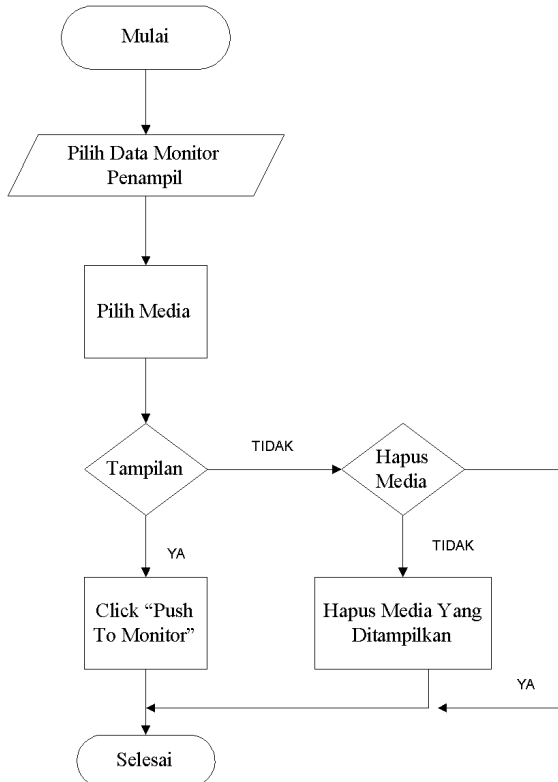 Mulai
Pilih Data Monitor
Penampil
Pilih Media
Tampilan
TIDAK
Hapus
Media
YA
TIDAK
Click “Push
To Monitor”
Hapus Media Yang
Ditampilkan
YA
Selesai